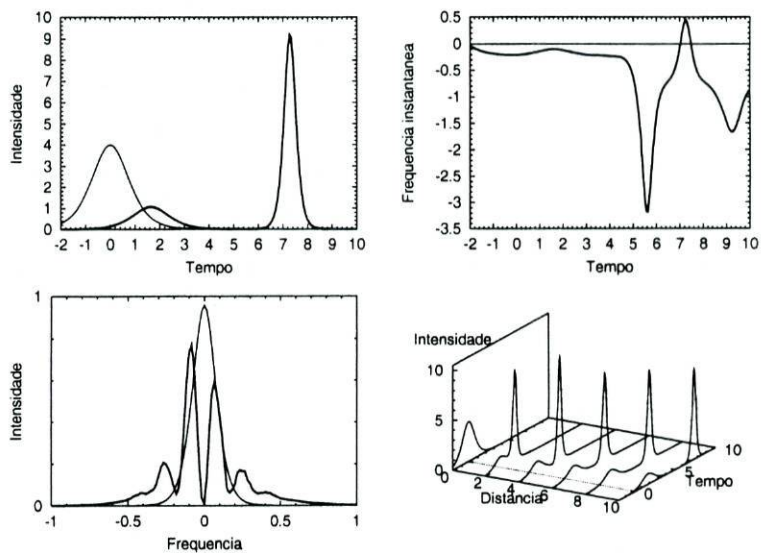 10
9
8
7
6
5
4
3
2
1
0
Intensidade
-2 -1 0 1 2 3 4 5 6 7 8 9 10
Tempo
0.5
0
-0.5
-1
-1.5
-2
-2.5
-3
-3.5
Frequencia instantanea
-2 -1 0 1 2 3 4 5 6 7 8 9 10
Tempo
1
0
Intensidade
-1 -0.5 0 0.5 1
Frequencia
Intensidade
10
5
0
0 2 4 6 8 10
Distância
0 5 10
Tempo